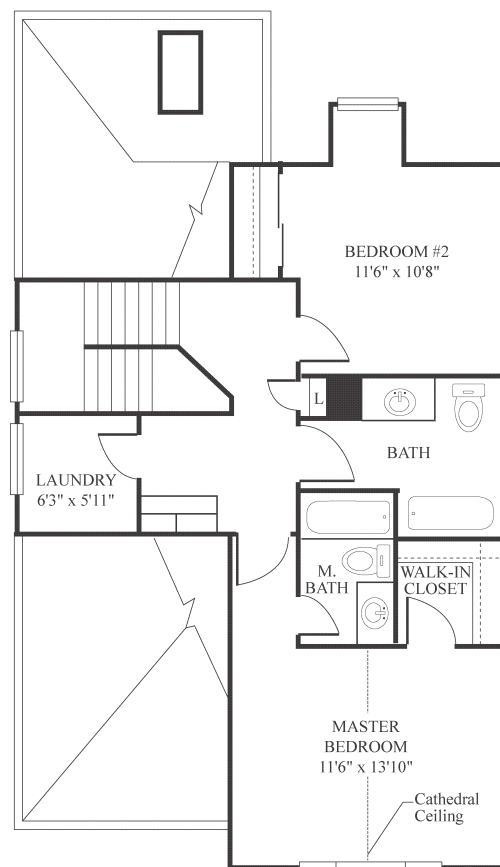 BEDROOM #2
11'6" x 10'8"
L
BATH
LAUNDRY
6'3" x 5'11"
M.
BATH
WALK-IN
CLOSET
MASTER
BEDROOM
11'6" x 13'10"
Cathedral
Ceiling